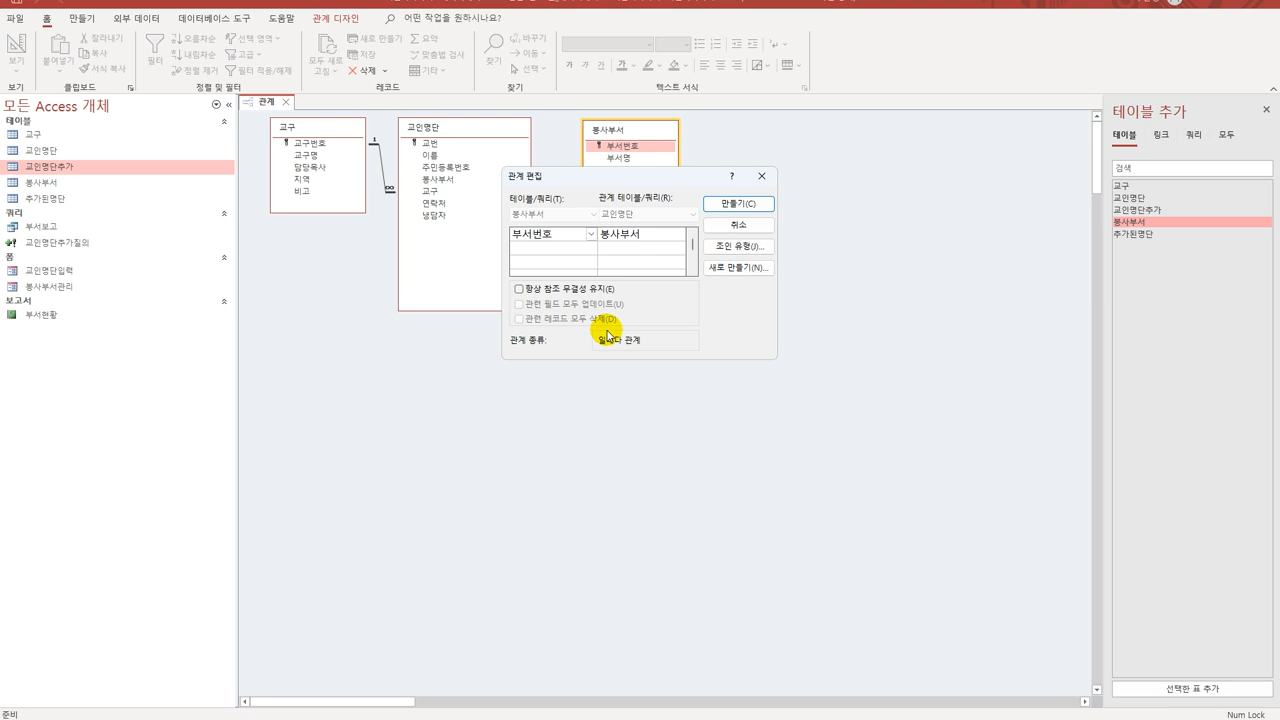 파일
홈
만들기
외부 데이터
데이터베이스 도구
도움말
관계 디자인
어떤 작업을 원하시나요?
보기
붙여넣기
잘라내기
복사
서식 복사
필터
오름차순
내림차순
정렬 제거
선택 영역
고급
필터 적용/해제
모두 새로
고침
새로 만들기
저장
삭제
요약
맞춤법 검사
기타
찾기
바꾸기
이동
선택
가
가
가
가
보기
클립보드
정렬 및 필터
레코드
찾기
텍스트 서식
모든 Access 개체
테이블
교구
교인명단
교인명단추가
봉사부서
추가된명단
쿼리
부서보고
교인명단추가질의
폼
교인명단입력
봉사부서관리
보고서
부서현황
관계
교구
교구번호
교구명
담당목사
지역
비고
1
∞
교인명단
교번
이름
주민등록번호
봉사부서
교구
연락처
냉담자
봉사부서
부서번호
부서명
관계 편집
?
테이블/쿼리(T):
관계 테이블/쿼리(R):
봉사부서
교인명단
부서번호
봉사부서
항상 참조 무결성 유지(E)
관련 필드 모두 업데이트(U)
관련 레코드 모두 삭제(D)
관계 종류:
일대다 관계
만들기(C)
취소
조인 유형(J)...
새로 만들기(N)...
테이블 추가
테이블
링크
쿼리
모두
검색
교구
교인명단
교인명단추가
봉사부서
추가된명단
선택한 표 추가
준비
Num Lock